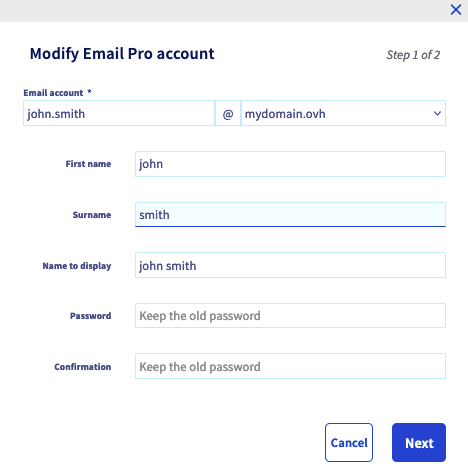 Modify Email Pro account
Step 1 of 2
Email account *
john.smith @ mydomain.ovh
First name john
Surname smith
Name to display john smith
Password Keep the old password
Confirmation Keep the old password
Cancel Next